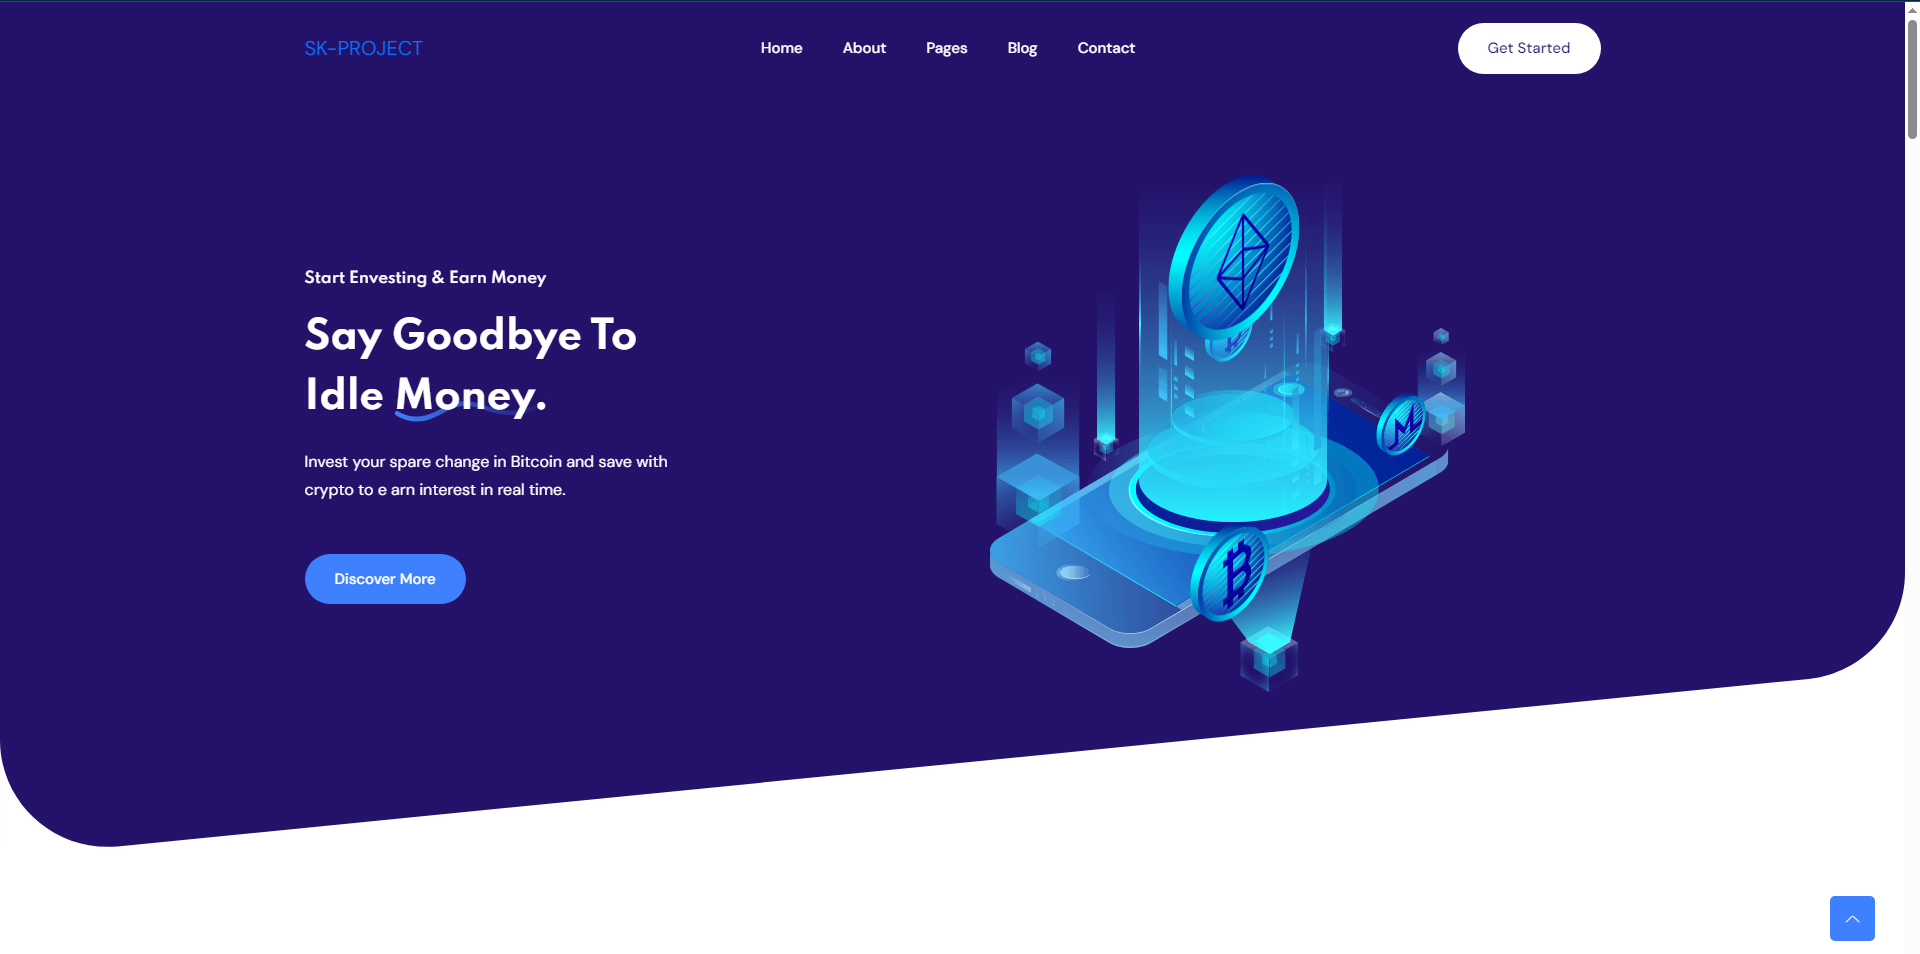 SK-PROJECT
Home About Pages Blog Contact
Get Started
Start Envesting & Earn Money
Say Goodbye To
Idle Money.
Invest your spare change in Bitcoin and save with
crypto to e arn interest in real time.
Discover More